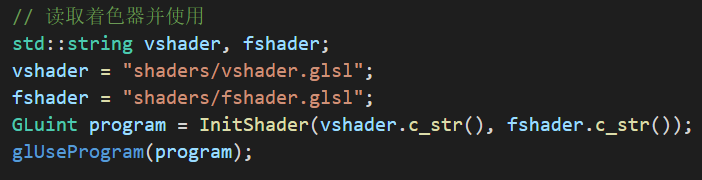 // 读取着色器并使用
std::string vshader, fshader;
vshader = "shaders/vshader.glsl";
fshader = "shaders/fshader.glsl";
GLuint program = InitShader(vshader.c_str(), fshader.c_str());
glUseProgram(program);